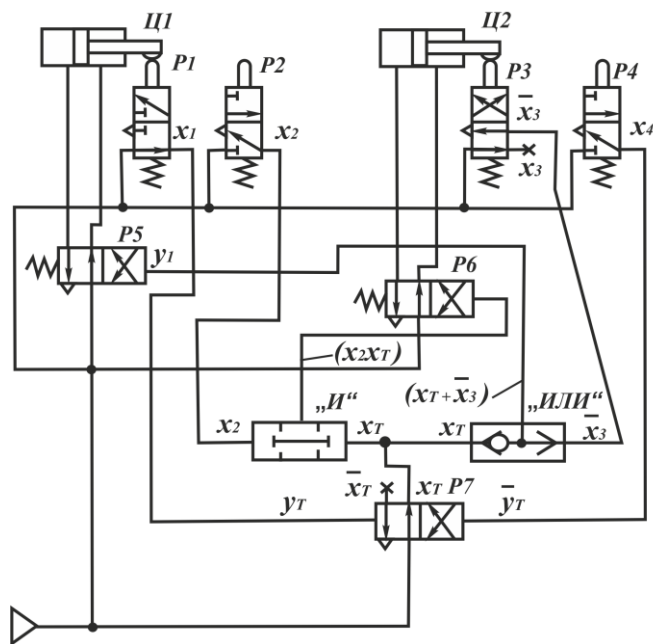 Ц1 Ц2
P1 P2 P3 P4
x̄3
x1 x2 x4
x3
P5 y1
P6
(x2xT)
(xT+x̄3)
„И“ „ИЛИ“
x2 xT xT x̄3
x̄T xT P7
yT ȳT